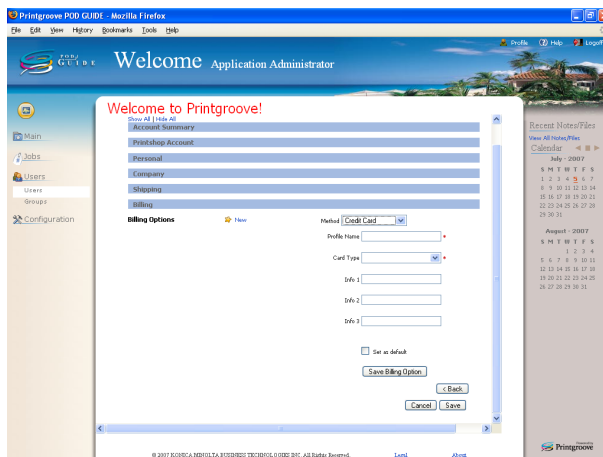 Printgroove POD GUIDE - Mozilla Firefox
File Edit View History Bookmarks Tools Help
Profile Help Logoff
POD GUIDE Welcome Application Administrator
Welcome to Printgroove!
Show All | Hide All
Account Summary
Printshop Account
Personal
Company
Shipping
Billing
Billing Options New Method Credit Card
Profile Name *
Card Type *
Info 1
Info 2
Info 3
Set as default
Save Billing Option
< Back
Cancel Save
Main
Jobs
Users
Users
Groups
Configuration
Recent Notes/Files
View All Notes/Files
Calendar
July - 2007
S M T W T F S
1 2 3 4 5 6 7
8 9 10 11 12 13 14
15 16 17 18 19 20 21
22 23 24 25 26 27 28
29 30 31
August - 2007
S M T W T F S
1 2 3 4
5 6 7 8 9 10 11
12 13 14 15 16 17 18
19 20 21 22 23 24 25
26 27 28 29 30 31
© 2007 KONICA MINOLTA BUSINESS TECHNOLOGIES INC. All Rights Reserved. Legal About
Printgroove